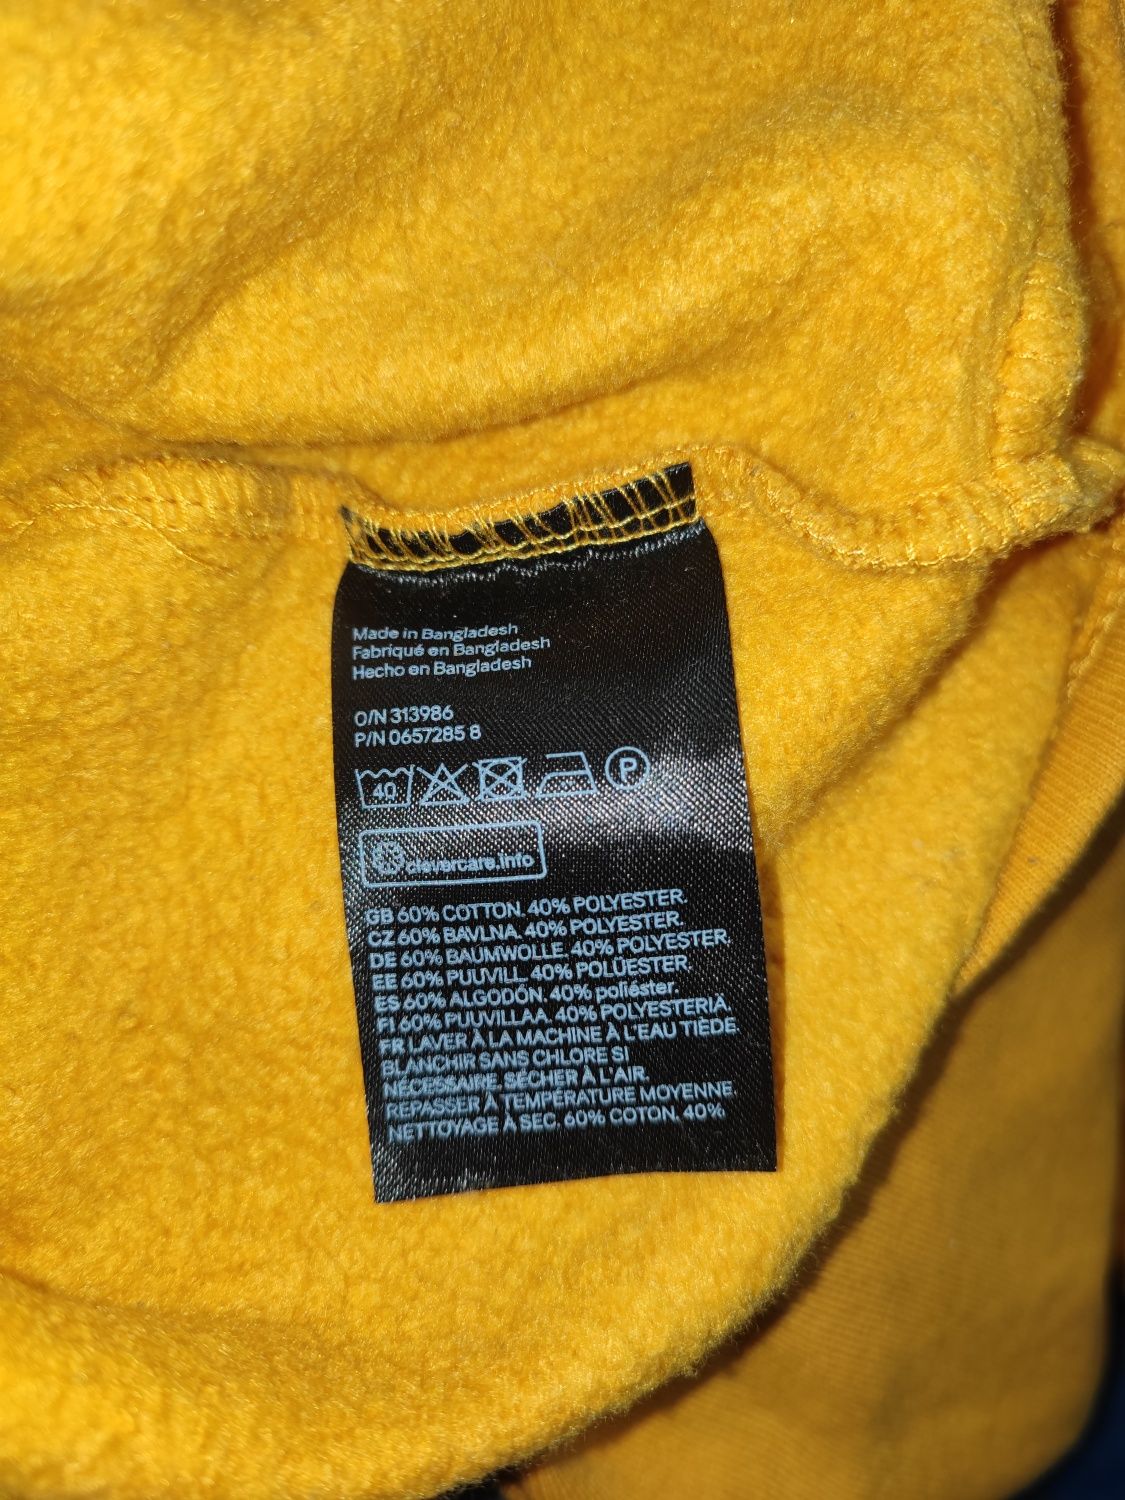 Made in Bangladesh
Fabriqué en Bangladesh
Hecho en Bangladesh
O/N 313986
P/N 0657285 8
40 P
clevercare.info
GB 60% COTTON. 40% POLYESTER.
CZ 60% BAVLNA. 40% POLYESTER.
DE 60% BAUMWOLLE. 40% POLYESTER.
EE 60% PUUVILL. 40% POLÜESTER.
ES 60% ALGODÓN. 40% poliéster.
FI 60% PUUVILLAA. 40% POLYESTERIÄ.
FR LAVER À LA MACHINE À L'EAU TIÈDE.
BLANCHIR SANS CHLORE SI
NÉCESSAIRE. SÉCHER À L'AIR.
REPASSER À TEMPÉRATURE MOYENNE
NETTOYAGE À SEC. 60% COTON. 40%